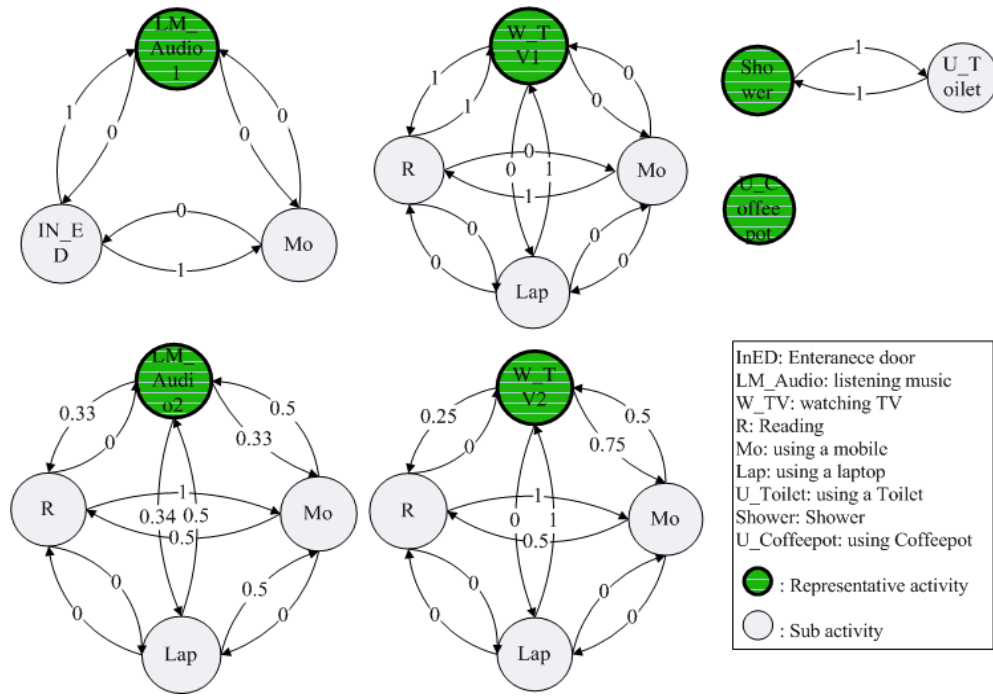 LM_
Audio
1
1
0
0
0
IN_E
D
0
1
Mo
W_T
V1
1
1
0
0
R
0
0
1
1
Mo
0
0
0
0
Lap
Sho
wer
1
1
U_T
oilet
U_C
offee
pot
LM_
Audi
o2
0.33
0
0.5
0.33
R
1
0.34
0.5
0.5
Mo
0
0
0.5
0
Lap
W_T
V2
0.25
0
0.5
0.75
R
1
0
1
0.5
Mo
0
0
0
0
Lap
InED: Enteranece door
LM_Audio: listening music
W_TV: watching TV
R: Reading
Mo: using a mobile
Lap: using a laptop
U_Toilet: using a Toilet
Shower: Shower
U_Coffeepot: using Coffeepot
: Representative activity
: Sub activity